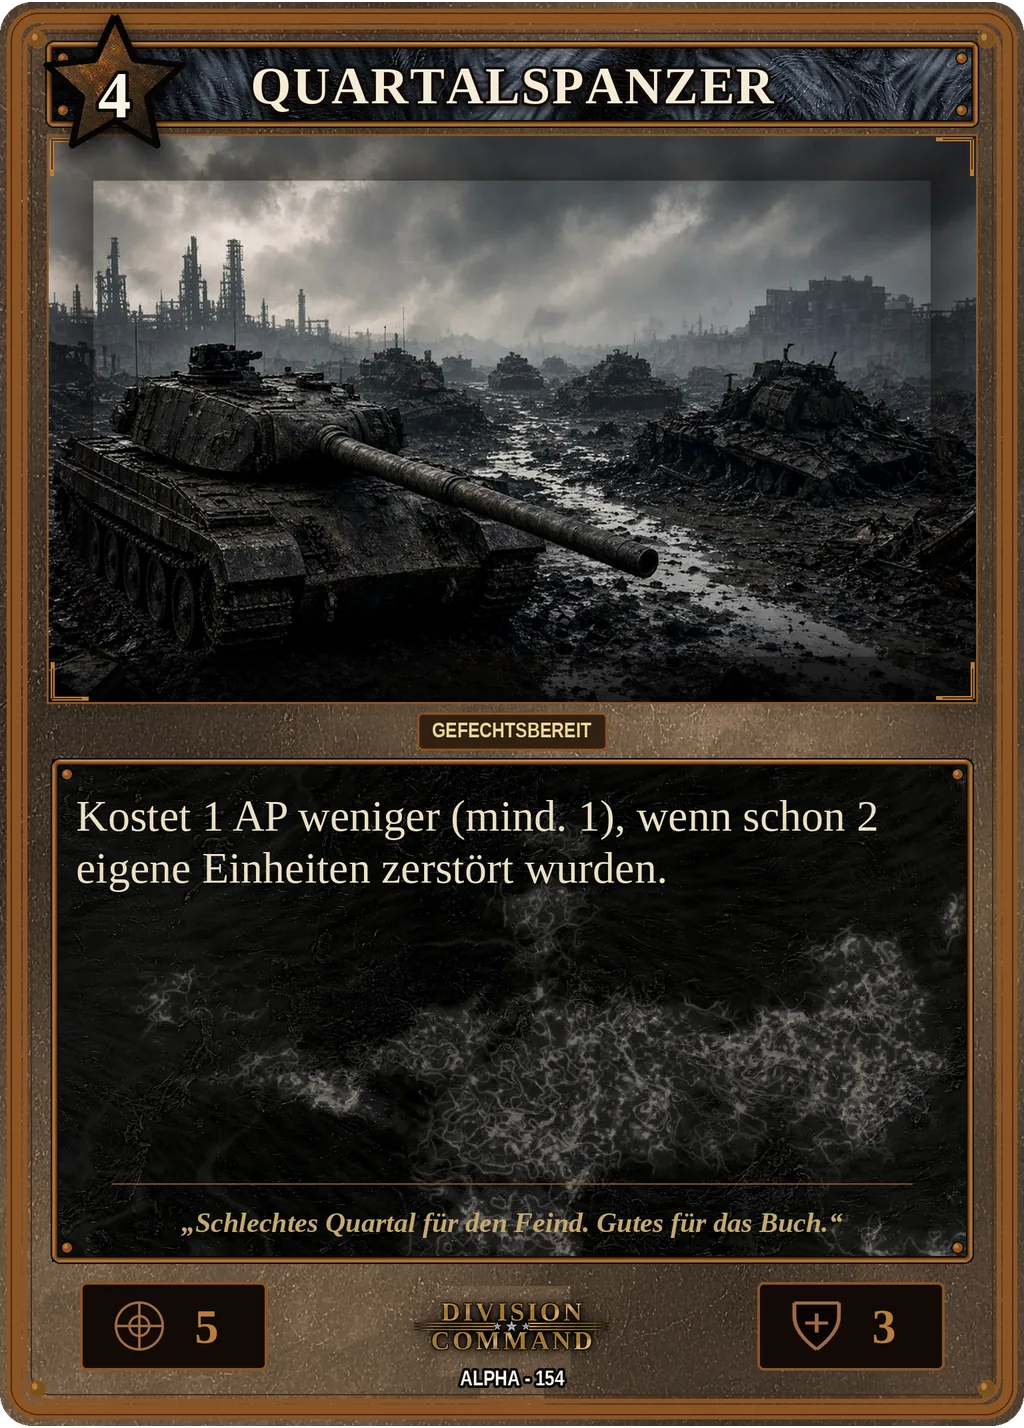 4
QUARTALSPANZER
GEFECHTSBEREIT
Kostet 1 AP weniger (mind. 1), wenn schon 2
eigene Einheiten zerstört wurden.
„Schlechtes Quartal für den Feind. Gutes für das Buch.“
5
DIVISION
COMMAND
3
ALPHA - 154